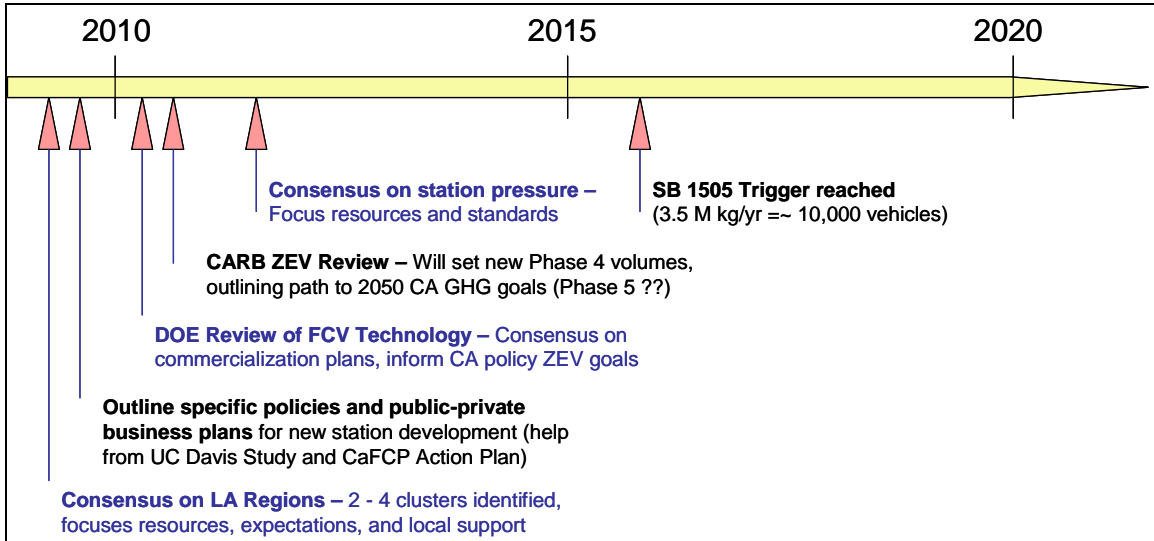 2010 2015 2020
Consensus on station pressure –
Focus resources and standards
SB 1505 Trigger reached
(3.5 M kg/yr =~ 10,000 vehicles)
CARB ZEV Review – Will set new Phase 4 volumes,
outlining path to 2050 CA GHG goals (Phase 5 ??)
DOE Review of FCV Technology – Consensus on
commercialization plans, inform CA policy ZEV goals
Outline specific policies and public-private
business plans for new station development (help
from UC Davis Study and CaFCP Action Plan)
Consensus on LA Regions – 2 - 4 clusters identified,
focuses resources, expectations, and local support